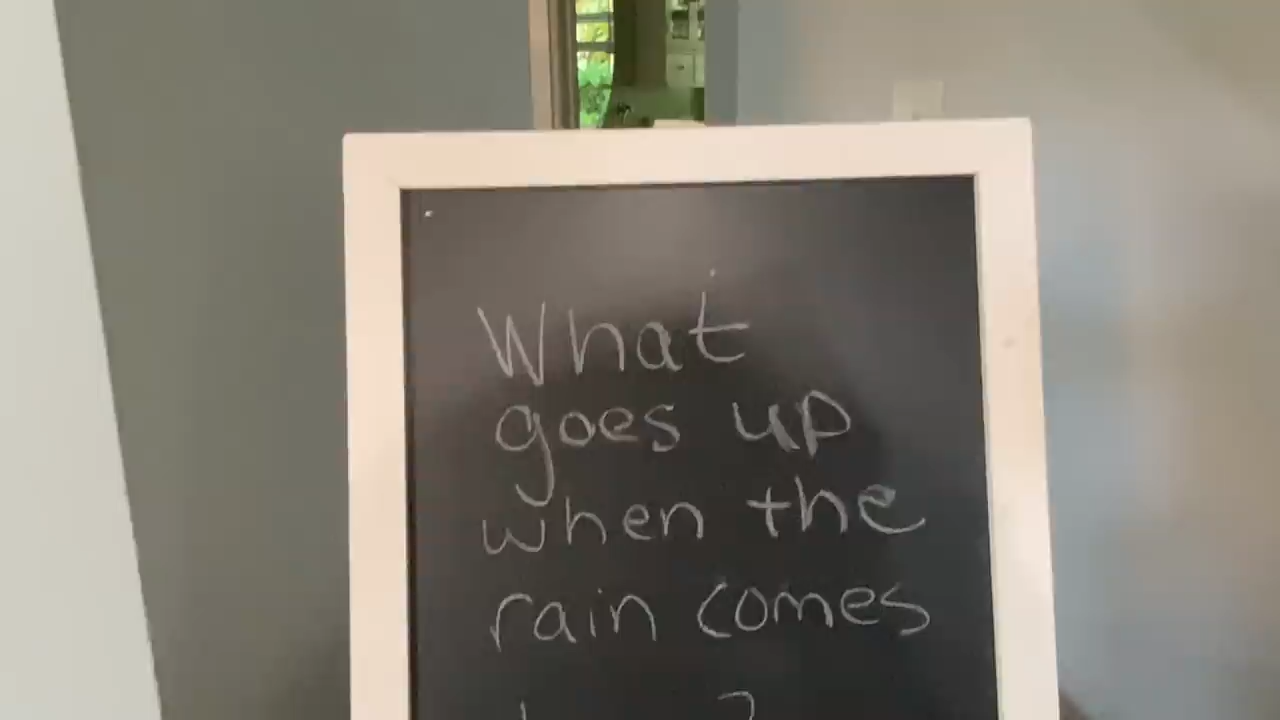 What
goes up
when the
rain comes